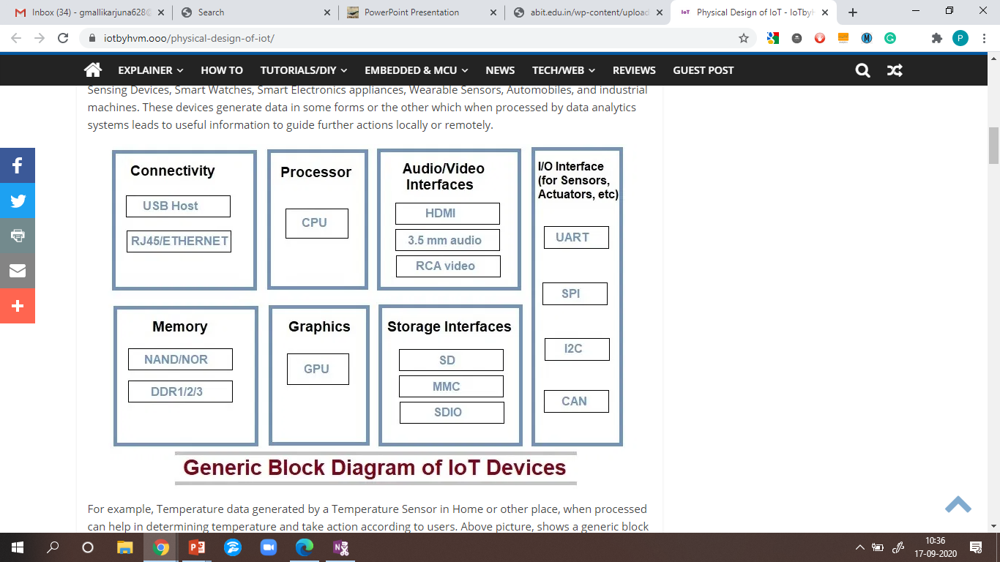 Inbox (34) - gmallikarjuna628@
Search
PowerPoint Presentation
abit.edu.in/wp-content/upload
IoT
Physical Design of IoT - IoTbyH
iotbyhvm.ooo/physical-design-of-iot/
P
EXPLAINER
HOW TO
TUTORIALS/DIY
EMBEDDED & MCU
NEWS
TECH/WEB
REVIEWS
GUEST POST
Sensing Devices, Smart Watches, Smart Electronics appliances, Wearable Sensors, Automobiles, and industrial
machines. These devices generate data in some forms or the other which when processed by data analytics
systems leads to useful information to guide further actions locally or remotely.
Connectivity
USB Host
RJ45/ETHERNET
Processor
CPU
Audio/Video
Interfaces
HDMI
3.5 mm audio
RCA video
I/O Interface
(for Sensors,
Actuators, etc)
UART
SPI
I2C
CAN
Memory
NAND/NOR
DDR1/2/3
Graphics
GPU
Storage Interfaces
SD
MMC
SDIO
Generic Block Diagram of IoT Devices
For example, Temperature data generated by a Temperature Sensor in Home or other place, when processed
can help in determining temperature and take action according to users. Above picture, shows a generic block
10:36
17-09-2020